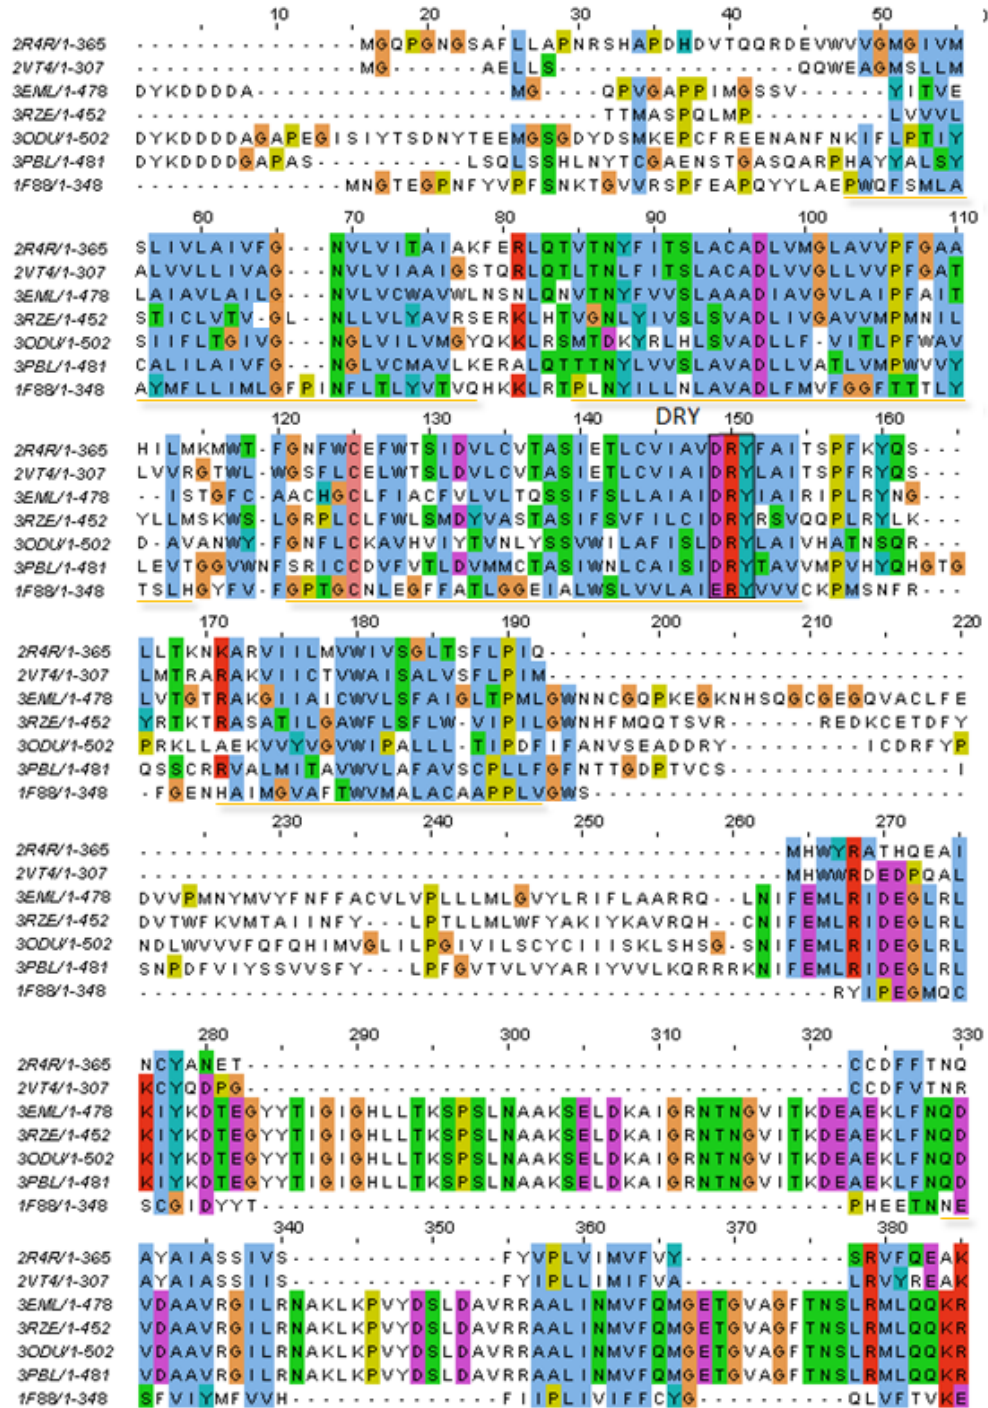 10 20 30 40 50
2R4R/1-365 ---------------MGQPGNGSAFLLAPNRSHAPDHDVTQQRDEVWVVGMGIVM
2VT4/1-307 ---------------MG------AELLS----------------QQWEAGMSLLM
3EML/1-478 DYKDDDDA-----------------MG----QPVGAPPIMGSSV------YITVE
3RZE/1-452 -------------------------------TTMASPQLMP---------LVVVL
3ODU/1-502 DYKDDDDAGAPEGISIYTSDNYTEEMGSGDYDSMKEPCFREENANFNKIFLPTIY
3PBL/1-481 DYKDDDDGAPAS----------LSQLSSHLNYTCGAENSTGASQARPHAYYALSY
1F88/1-348 --------------MNGTEGPNFYVPFSNKTGVVRSPFEAPQYYLAEPWQFSMLA
60 70 80 90 100 110
2R4R/1-365 SLIVLAIVFG---NVLVITAIAKFERLQTVTNYFITSLACADLVMGLAVVPFGAA
2VT4/1-307 ALVVLLIVAG---NVLVIAAIGSTQRLQTLTNLFITSLACADLVVGLLVVPFGAT
3EML/1-478 LAIAVLAILG---NVLVCWAVWLNSNLQNVTNYFVVSLAAADIAVGVLAIPFAIT
3RZE/1-452 STICLVTV-GL--NLLVLYAVRSERKLHTVGNLYIVSLSVADLIVGAVVMPMNIL
3ODU/1-502 SIIFLTGIVG---NGLVILVMGYQKKLRSMTDKYRLHLSVADLLF-VITLPFWAV
3PBL/1-481 CALILAIVFG---NGLVCMAVLKERALQTTTNYLVVSLAVADLLVATLVMPWVVY
1F88/1-348 AYMFLLIMLGFPINFLTLYVTVQHKKLRTPLNYILLNLAVADLFMVFGGFTTTLY
120 130 140 DRY 150 160
2R4R/1-365 HILMKMWT-FGNFWCEFWTSIDVLCVTASIETLCVIAVDRYFAITSPFKYQS---
2VT4/1-307 LVVRGTWL-WGSFLCELWTSLDVLCVTASIETLCVIAIDRYLAITSPFRYQS---
3EML/1-478 --ISTGFC-AACHGCLFIACFVLVLTQSSIFSLLAIAIDRYIAIRIPLRYNG---
3RZE/1-452 YLLMSKWS-LGRPLCLFWLSMDYVASTASIFSVFILCIDRYRSVQQPLRYLK---
3ODU/1-502 D-AVANWY-FGNFLCKAVHVIYTVNLYSSVWILAFISLDRYLAIVHATNSQR---
3PBL/1-481 LEVTGGVWNFSRICCDVFVTLDVMMCTASIWNLCAISIDRYTAVVMPVHYQHGTG
1F88/1-348 TSLHGYFV-FGPTGCNLEGFFATLGGEIALWSLVVLAIERYVVVCKPMSNFR---
170 180 190 200 210 220
2R4R/1-365 LLTKNKARVIILMVWIVSGLTSFLPIQ----------------------------
2VT4/1-307 LMTRARAKVIICTVWAISALVSFLPIM----------------------------
3EML/1-478 LVTGTRAKGIIAICWVLSFAIGLTPMLGWNNCGQPKEGKNHSQGCGEGQVACLFE
3RZE/1-452 YRTKTRASATILGAWFLSFLW-VIPILGWNHFMQQTSVR------REDKCETDFY
3ODU/1-502 PRKLLAEKVVYVGVWIPALLL-TIPDFIFANVSEADDRY---------ICDRFYP
3PBL/1-481 QSSCRRVALMITAVWVLAFAVSCPLLFGFNTTGDPTVCS---------------I
1F88/1-348 -FGENHAIMGVAFTWVMALACAAPPLVGWS-------------------------
230 240 250 260 270
2R4R/1-365 -------------------------------------------MHWYRATHQEAI
2VT4/1-307 -------------------------------------------MHWWRDEDPQAL
3EML/1-478 DVVPMNYMVYFNFFACVLVPLLLMLGVYLRIFLAARRQ--LNIFEMLRIDEGLRL
3RZE/1-452 DVTWFKVMTAIINFY---LPTLLMLWFYAKIYKAVRQH--CNIFEMLRIDEGLRL
3ODU/1-502 NDLWVVVFQFQHIMVGLILPGIVILSCYCIIISKLSHSG-SNIFEMLRIDEGLRL
3PBL/1-481 SNPDFVIYSSVVSFY---LPFGVTVLVYARIYVVLKQRRRKNIFEMLRIDEGLRL
1F88/1-348 ----------------------------------------------RYIPEGMQC
280 290 300 310 320 330
2R4R/1-365 NCYANET----------------------------------------CCDFFTNQ
2VT4/1-307 KCYQDPG----------------------------------------CCDFVTNR
3EML/1-478 KIYKDTEGYYTIGIGHLLTKSPSLNAAKSELDKAIGRNTNGVITKDEAEKLFNQD
3RZE/1-452 KIYKDTEGYYTIGIGHLLTKSPSLNAAKSELDKAIGRNTNGVITKDEAEKLFNQD
3ODU/1-502 KIYKDTEGYYTIGIGHLLTKSPSLNAAKSELDKAIGRNTNGVITKDEAEKLFNQD
3PBL/1-481 KIYKDTEGYYTIGIGHLLTKSPSLNAAKSELDKAIGRNTNGVITKDEAEKLFNQD
1F88/1-348 SCGIDYYT---------------------------------------PHEETNNE
340 350 360 370 380
2R4R/1-365 AYAIASSIVS--------------FYVPLVIMVFVY-----------SRVFQEAK
2VT4/1-307 AYAIASSIIS--------------FYIPLLIMIFVA-----------LRVYREAK
3EML/1-478 VDAAVRGILRNAKLKPVYDSLDAVRRAALINMVFQMGETGVAGFTNSLRMLQQKR
3RZE/1-452 VDAAVRGILRNAKLKPVYDSLDAVRRAALINMVFQMGETGVAGFTNSLRMLQQKR
3ODU/1-502 VDAAVRGILRNAKLKPVYDSLDAVRRAALINMVFQMGETGVAGFTNSLRMLQQKR
3PBL/1-481 VDAAVRGILRNAKLKPVYDSLDAVRRAALINMVFQMGETGVAGFTNSLRMLQQKR
1F88/1-348 SFVIYMFVVH--------------FIIPLIVIFFCYG----------QLVFTVKE